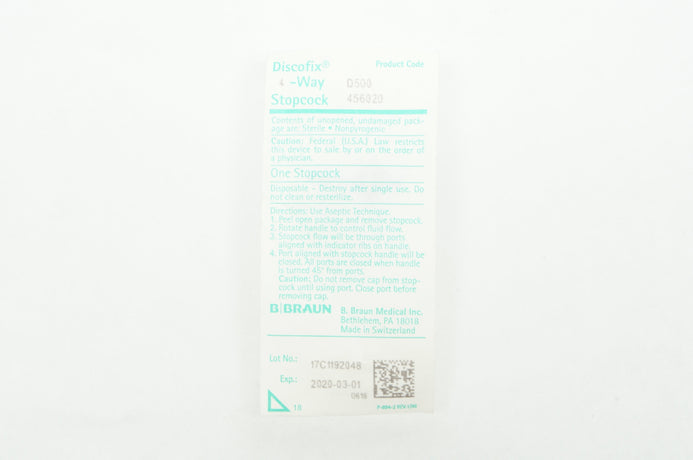 Discofix® Product Code
4 -Way D500
Stopcock 456020
Contents of unopened, undamaged pack-
age are: Sterile • Nonpyrogenic
Caution: Federal (U.S.A.) Law restricts
this device to sale by or on the order of
a physician.
One Stopcock
Disposable - Destroy after single use. Do
not clean or resterilize.
Directions: Use Aseptic Technique.
1. Peel open package and remove stopcock.
2. Rotate handle to control fluid flow.
3. Stopcock flow will be through ports
aligned with indicator ribs on handle.
4. Port aligned with stopcock handle will be
closed. All ports are closed when handle
is turned 45° from ports.
Caution: Do not remove cap from stop-
cock until using port. Close port before
removing cap.
B|BRAUN B. Braun Medical Inc.
Bethlehem, PA 18018
Made in Switzerland
Lot No.: 17C1192048
Exp.: 2020-03-01
0618
18